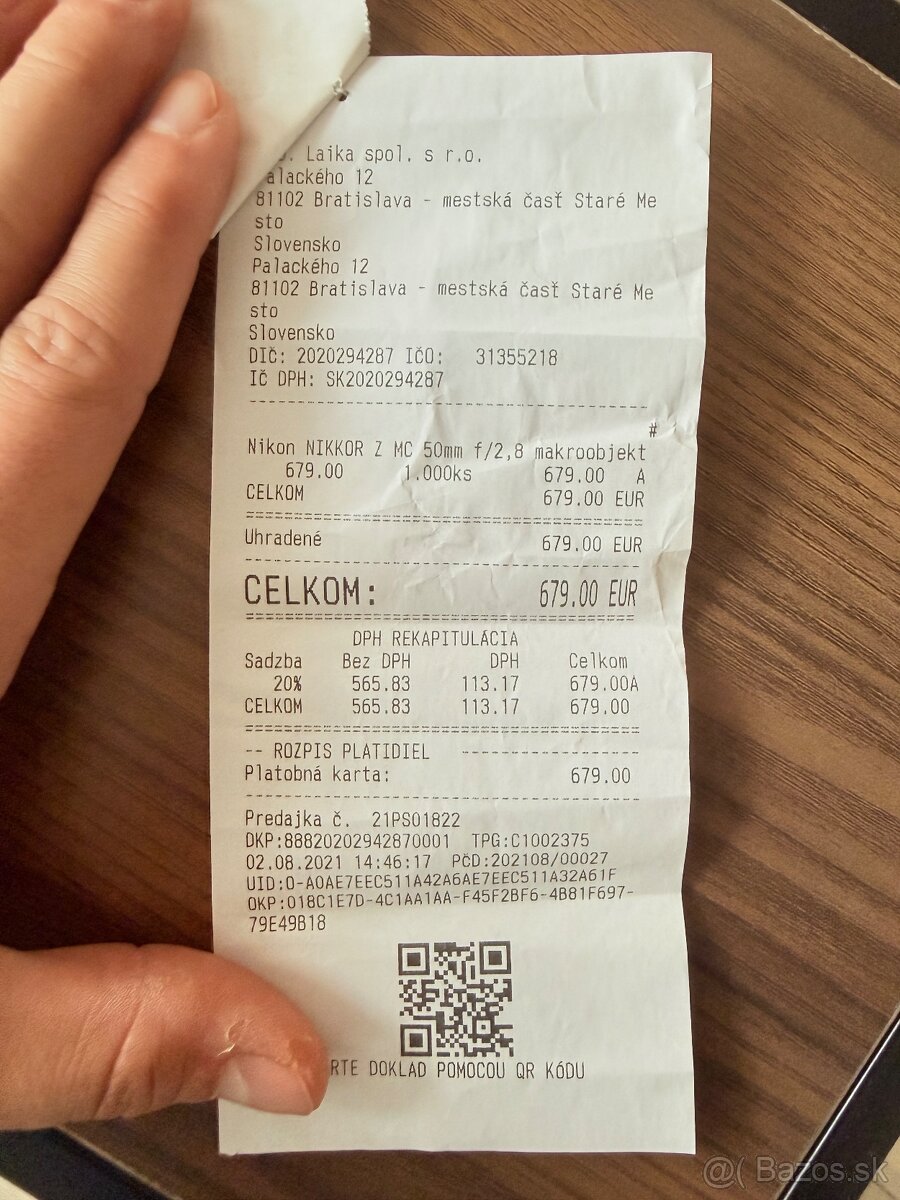 . Laika spol. s r.o.
alackého 12
81102 Bratislava - mestská časť Staré Me
sto
Slovensko
Palackého 12
81102 Bratislava - mestská časť Staré Me
sto
Slovensko
DIČ: 2020294287 IČO: 31355218
IČ DPH: SK2020294287
#
Nikon NIKKOR Z MC 50mm f/2,8 makroobjekt
679.00 1.000ks 679.00 A
CELKOM 679.00 EUR
Uhradené 679.00 EUR
CELKOM: 679.00 EUR
DPH REKAPITULÁCIA
Sadzba Bez DPH DPH Celkom
20% 565.83 113.17 679.00A
CELKOM 565.83 113.17 679.00
-- ROZPIS PLATIDIEL --------------------
Platobná karta: 679.00
Predajka č. 21PS01822
DKP:88820202942870001 TPG:C1002375
02.08.2021 14:46:17 PČD:202108/00027
UID:O-A0AE7EEC511A42A6AE7EEC511A32A61F
OKP:018C1E7D-4C1AA1AA-F45F2BF6-4B81F697-
79E49B18
RTE DOKLAD POMOCOU QR KÓDU
@( Bazos.sk